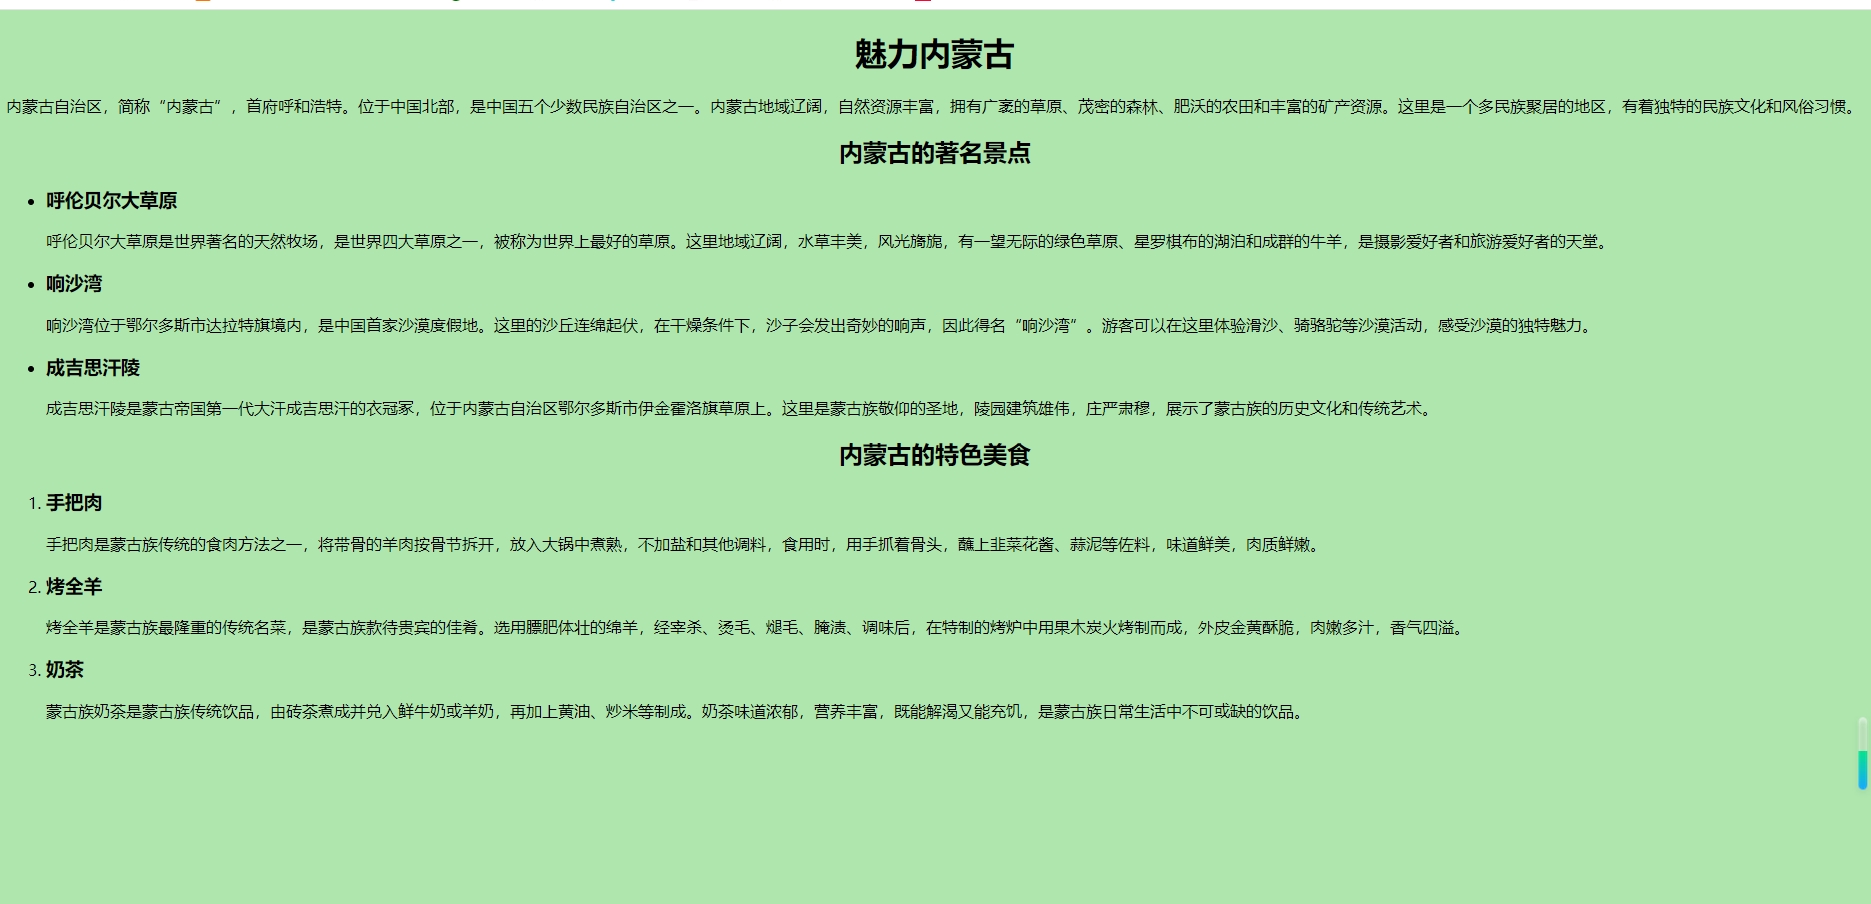 魅力内蒙古
内蒙古自治区，简称“内蒙古”，首府呼和浩特。位于中国北部，是中国五个少数民族自治区之一。内蒙古地域辽阔，自然资源丰富，拥有广袤的草原、茂密的森林、肥沃的农田和丰富的矿产资源。这里是一个多民族聚居的地区，有着独特的民族文化和风俗习惯。
内蒙古的著名景点
• 呼伦贝尔大草原
呼伦贝尔大草原是世界著名的天然牧场，是世界四大草原之一，被称为世界上最好的草原。这里地域辽阔，水草丰美，风光旖旎，有一望无际的绿色草原、星罗棋布的湖泊和成群的牛羊，是摄影爱好者和旅游爱好者的天堂。
• 响沙湾
响沙湾位于鄂尔多斯市达拉特旗境内，是中国首家沙漠度假地。这里的沙丘连绵起伏，在干燥条件下，沙子会发出奇妙的响声，因此得名“响沙湾”。游客可以在这里体验滑沙、骑骆驼等沙漠活动，感受沙漠的独特魅力。
• 成吉思汗陵
成吉思汗陵是蒙古帝国第一代大汗成吉思汗的衣冠冢，位于内蒙古自治区鄂尔多斯市伊金霍洛旗草原上。这里是蒙古族敬仰的圣地，陵园建筑雄伟，庄严肃穆，展示了蒙古族的历史文化和传统艺术。
内蒙古的特色美食
1. 手把肉
手把肉是蒙古族传统的食肉方法之一，将带骨的羊肉按骨节拆开，放入大锅中煮熟，不加盐和其他调料，食用时，用手抓着骨头，蘸上韭菜花酱、蒜泥等佐料，味道鲜美，肉质鲜嫩。
2. 烤全羊
烤全羊是蒙古族最隆重的传统名菜，是蒙古族款待贵宾的佳肴。选用膘肥体壮的绵羊，经宰杀、烫毛、煺毛、腌渍、调味后，在特制的烤炉中用果木炭火烤制而成，外皮金黄酥脆，肉嫩多汁，香气四溢。
3. 奶茶
蒙古族奶茶是蒙古族传统饮品，由砖茶煮成并兑入鲜牛奶或羊奶，再加上黄油、炒米等制成。奶茶味道浓郁，营养丰富，既能解渴又能充饥，是蒙古族日常生活中不可或缺的饮品。